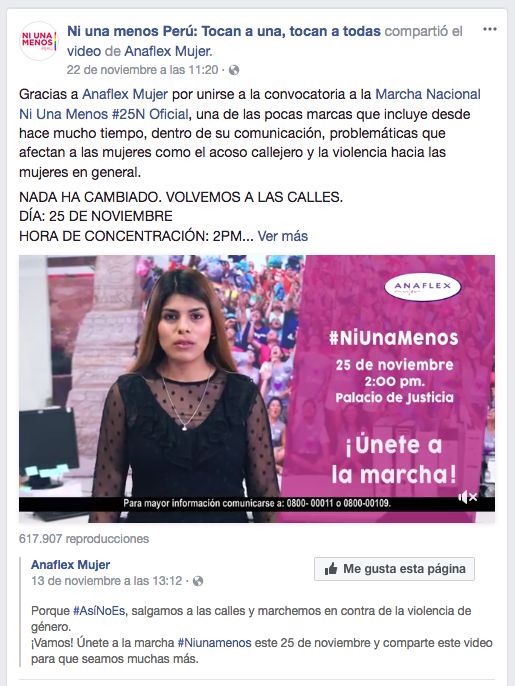 NI UNA
MENOS
PERÚ
Ni una menos Perú: Tocan a una, tocan a todas compartió el
video de Anaflex Mujer.
22 de noviembre a las 11:20 ·
Gracias a Anaflex Mujer por unirse a la convocatoria a la Marcha Nacional
Ni Una Menos #25N Oficial, una de las pocas marcas que incluye desde
hace mucho tiempo, dentro de su comunicación, problemáticas que
afectan a las mujeres como el acoso callejero y la violencia hacia las
mujeres en general.
NADA HA CAMBIADO. VOLVEMOS A LAS CALLES.
DÍA: 25 DE NOVIEMBRE
HORA DE CONCENTRACIÓN: 2PM... Ver más
ANAFLEX
mujer
#NiUnaMenos
25 de noviembre
2:00 pm.
Palacio de Justicia
¡Únete a
la marcha!
Para mayor información comunicarse a: 0800- 00011 o 0800-00109.
617.907 reproducciones
Anaflex Mujer
13 de noviembre a las 13:12 ·
Me gusta esta página
Porque #AsíNoEs, salgamos a las calles y marchemos en contra de la violencia de
género.
¡Vamos! Únete a la marcha #Niunamenos este 25 de noviembre y comparte este video
para que seamos muchas más.